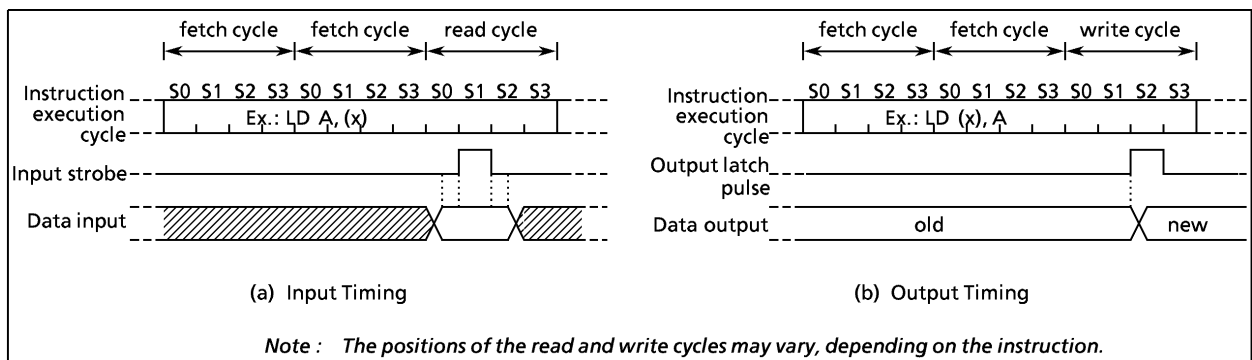 fetch cycle fetch cycle read cycle
S0 S1 S2 S3 S0 S1 S2 S3 S0 S1 S2 S3
Instruction
execution
cycle
Ex.: LD A, (x)
Input strobe
Data input
(a) Input Timing
fetch cycle fetch cycle write cycle
S0 S1 S2 S3 S0 S1 S2 S3 S0 S1 S2 S3
Instruction
execution
cycle
Ex.: LD (x), A
Output latch
pulse
Data output
old
new
(b) Output Timing
Note : The positions of the read and write cycles may vary, depending on the instruction.